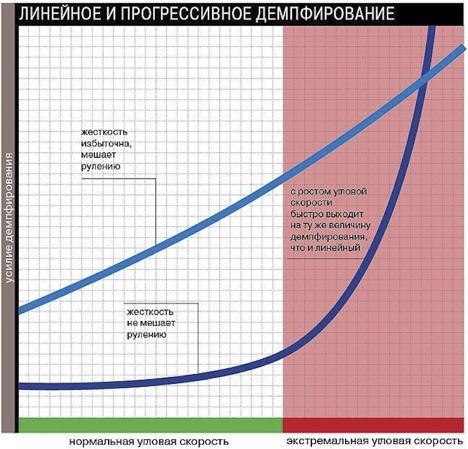 ЛИНЕЙНОЕ И ПРОГРЕССИВНОЕ ДЕМПФИРОВАНИЕ
усилие демпфирования
жесткость
избыточна,
мешает
рулению
с ростом угловой
скорости
быстро выходит
на ту же величину
демпфирования,
что и линейный
жесткость
не мешает
рулению
нормальная угловая скорость
экстремальная угловая скорость